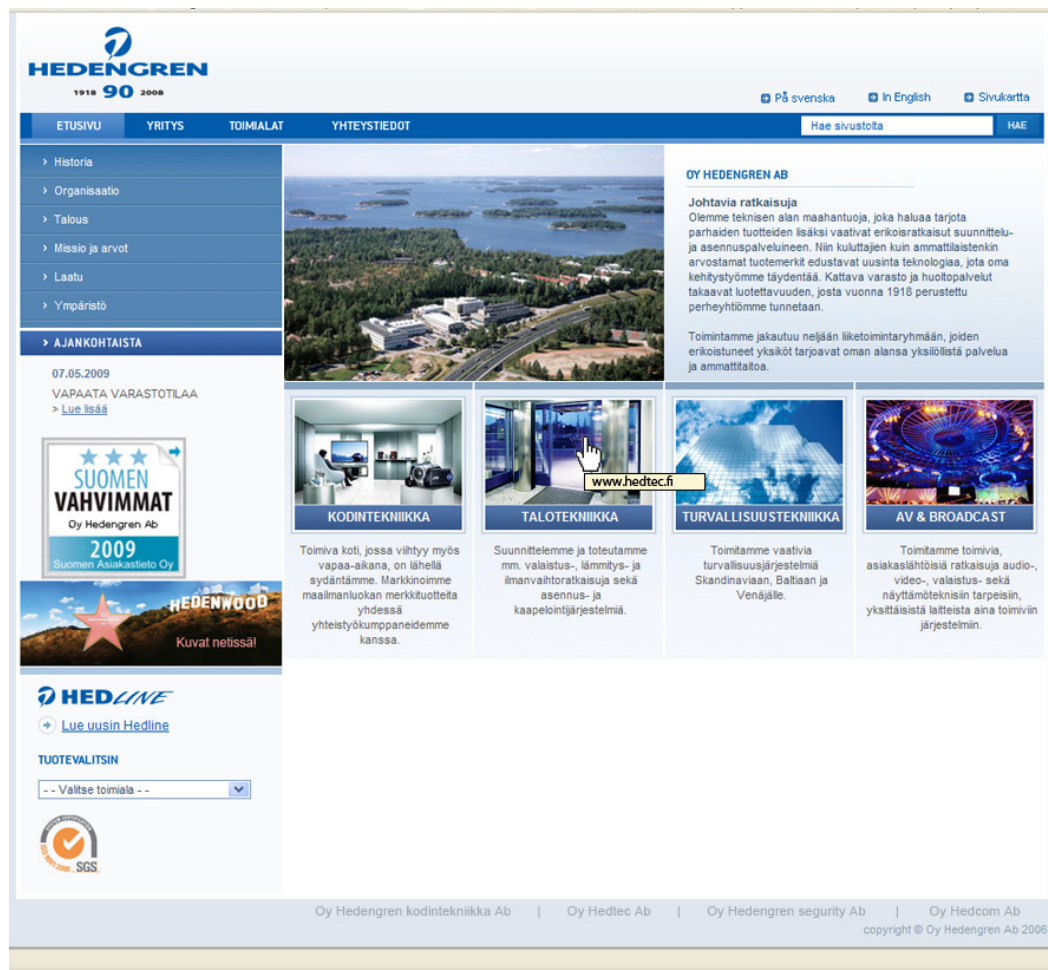 HEDENGREN
1918 90 2008
På svenska
In English
Sivukartta
ETUSIVU
YRITYS
TOIMIALAT
YHTEYSTIEDOT
Hae sivustolta
HAE
Historia
Organisaatio
Talous
Missio ja arvot
Laatu
Ympäristö
AJANKOHTAISTA
07.05.2009
VAPAATA VARASTOTILAA
> Lue lisää
SUOMEN
VAHVIMMAT
Oy Hedengren Ab
2009
Suomen Asiakastieto Oy
HEDENWOOD
Kuvat netissä!
HEDLINE
Lue uusin Hedline
TUOTEVALITSIN
- - Valitse toimiala - -
ISO 9001:2000
SGS
OY HEDENGREN AB
Johtavia ratkaisuja
Olemme teknisen alan maahantuoja, joka haluaa tarjota
parhaiden tuotteiden lisäksi vaativat erikoisratkaisut suunnittelu-
ja asennuspalveluineen. Niin kuluttajien kuin ammattilaistenkin
arvostamat tuotemerkit edustavat uusinta teknologiaa, jota oma
kehitystyömme täydentää. Kattava varasto ja huoltopalvelut
takaavat luotettavuuden, josta vuonna 1918 perustettu
perheyhtiömme tunnetaan.
Toimintamme jakautuu neljään liiketoimintaryhmään, joiden
erikoistuneet yksiköt tarjoavat oman alansa yksilöllistä palvelua
ja ammattitaitoa.
KODINTEKNIIKKA
Toimiva koti, jossa viihtyy myös
vapaa-aikana, on lähellä
sydäntämme. Markkinoimme
maailmanluokan merkkituotteita
yhdessä
yhteistyökumppaneidemme
kanssa.
www.hedtec.fi
TALOTEKNIIKKA
Suunnittelemme ja toteutamme
mm. valaistus-, lämmitys- ja
ilmanvaihtoratkaisuja sekä
asennus- ja
kaapelointijärjestelmiä.
TURVALLISUUSTEKNIIKKA
Toimitamme vaativia
turvallisuusjärjestelmiä
Skandinaviaan, Baltiaan ja
Venäjälle.
AV & BROADCAST
Toimitamme toimivia,
asiakaslähtöisiä ratkaisuja audio-,
video-, valaistus- sekä
näyttämöteknisiin tarpeisiin,
yksittäisistä laitteista aina toimiviin
järjestelmiin.
Oy Hedengren kodintekniikka Ab | Oy Hedtec Ab | Oy Hedengren segurity Ab | Oy Hedcom Ab
copyright © Oy Hedengren Ab 2006